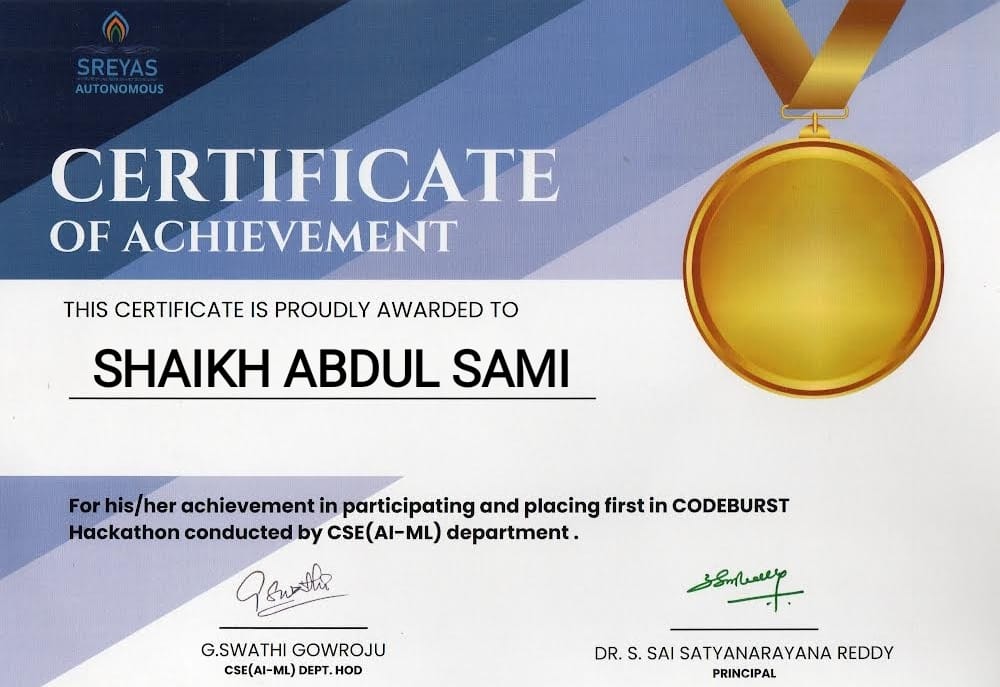 SREYAS
AUTONOMOUS
CERTIFICATE
OF ACHIEVEMENT
THIS CERTIFICATE IS PROUDLY AWARDED TO
SHAIKH ABDUL SAMI
For his/her achievement in participating and placing first in CODEBURST
Hackathon conducted by CSE(AI-ML) department .
G Swathi
G.SWATHI GOWROJU
CSE(AI-ML) DEPT. HOD
DR. S. SAI SATYANARAYANA REDDY
PRINCIPAL